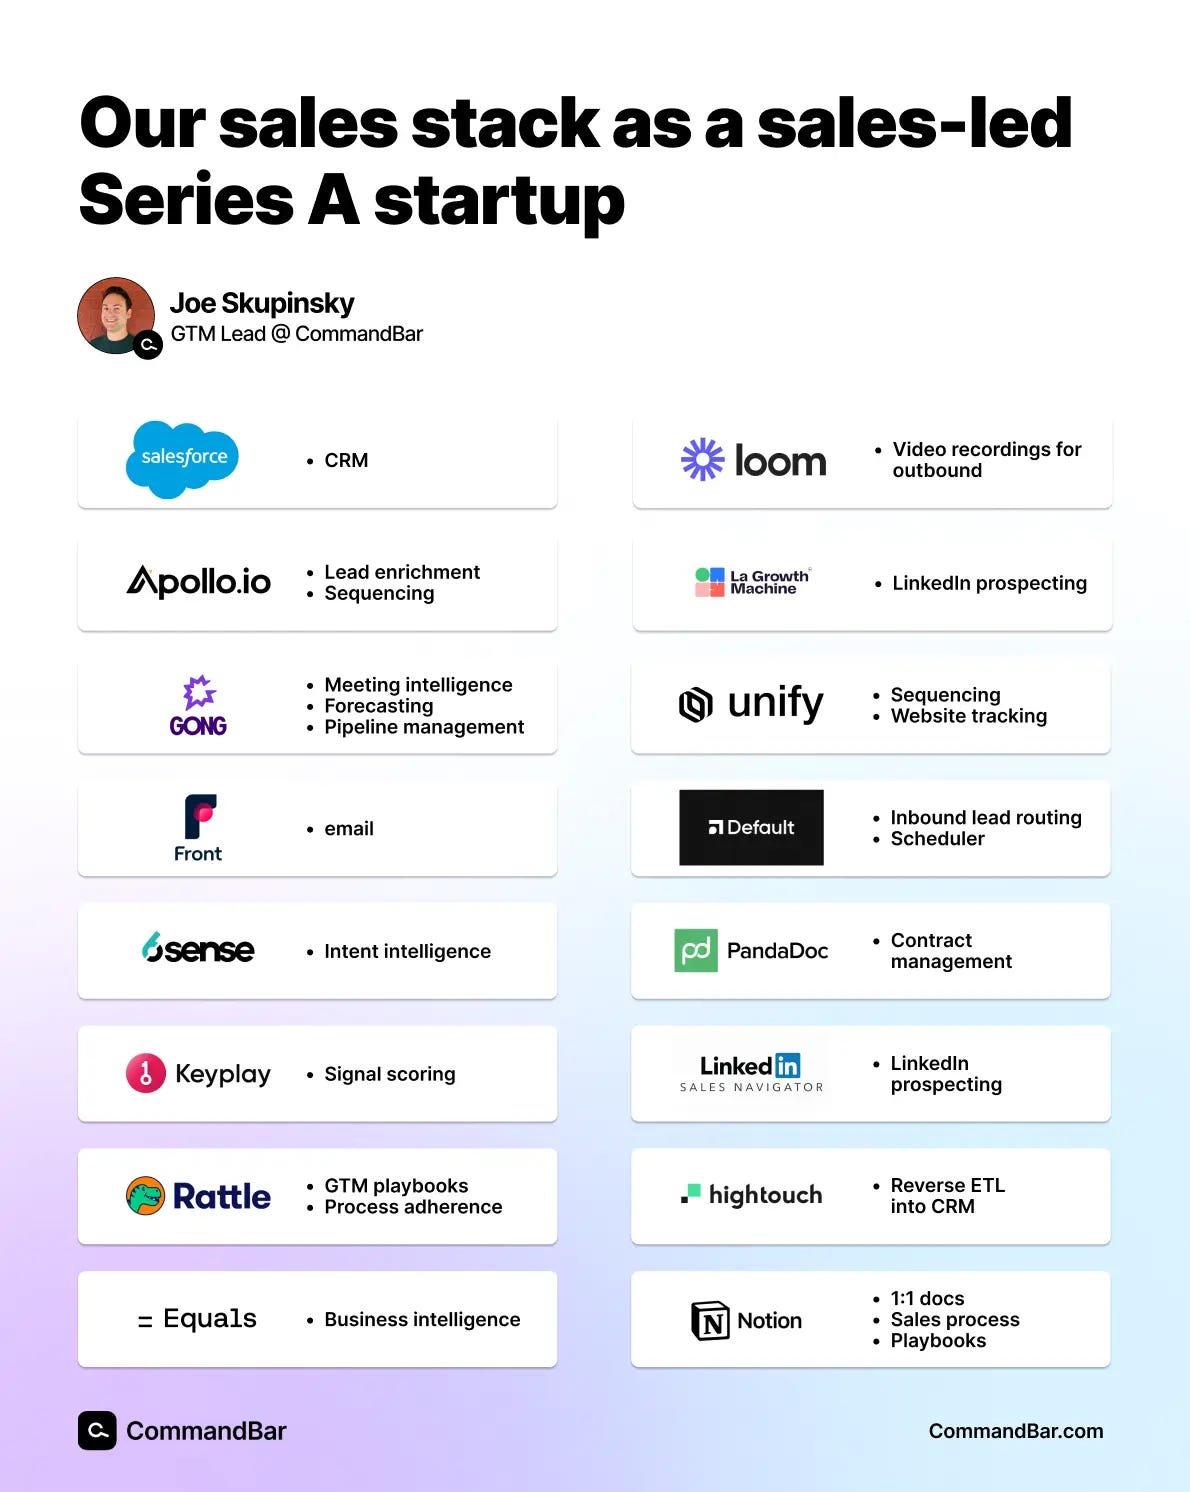 Our sales stack as a sales-led
Series A startup
Joe Skupinsky
GTM Lead @ CommandBar
salesforce
• CRM
loom
• Video recordings for
outbound
Apollo.io
• Lead enrichment
• Sequencing
La Growth
Machine
• LinkedIn prospecting
GONG
• Meeting intelligence
• Forecasting
• Pipeline management
unify
• Sequencing
• Website tracking
Front
• email
Default
• Inbound lead routing
• Scheduler
6sense
• Intent intelligence
pd PandaDoc
• Contract
management
Keyplay
• Signal scoring
Linked in
SALES NAVIGATOR
• LinkedIn
prospecting
Rattle
• GTM playbooks
• Process adherence
hightouch
• Reverse ETL
into CRM
= Equals
• Business intelligence
N Notion
• 1:1 docs
• Sales process
• Playbooks
CommandBar
CommandBar.com